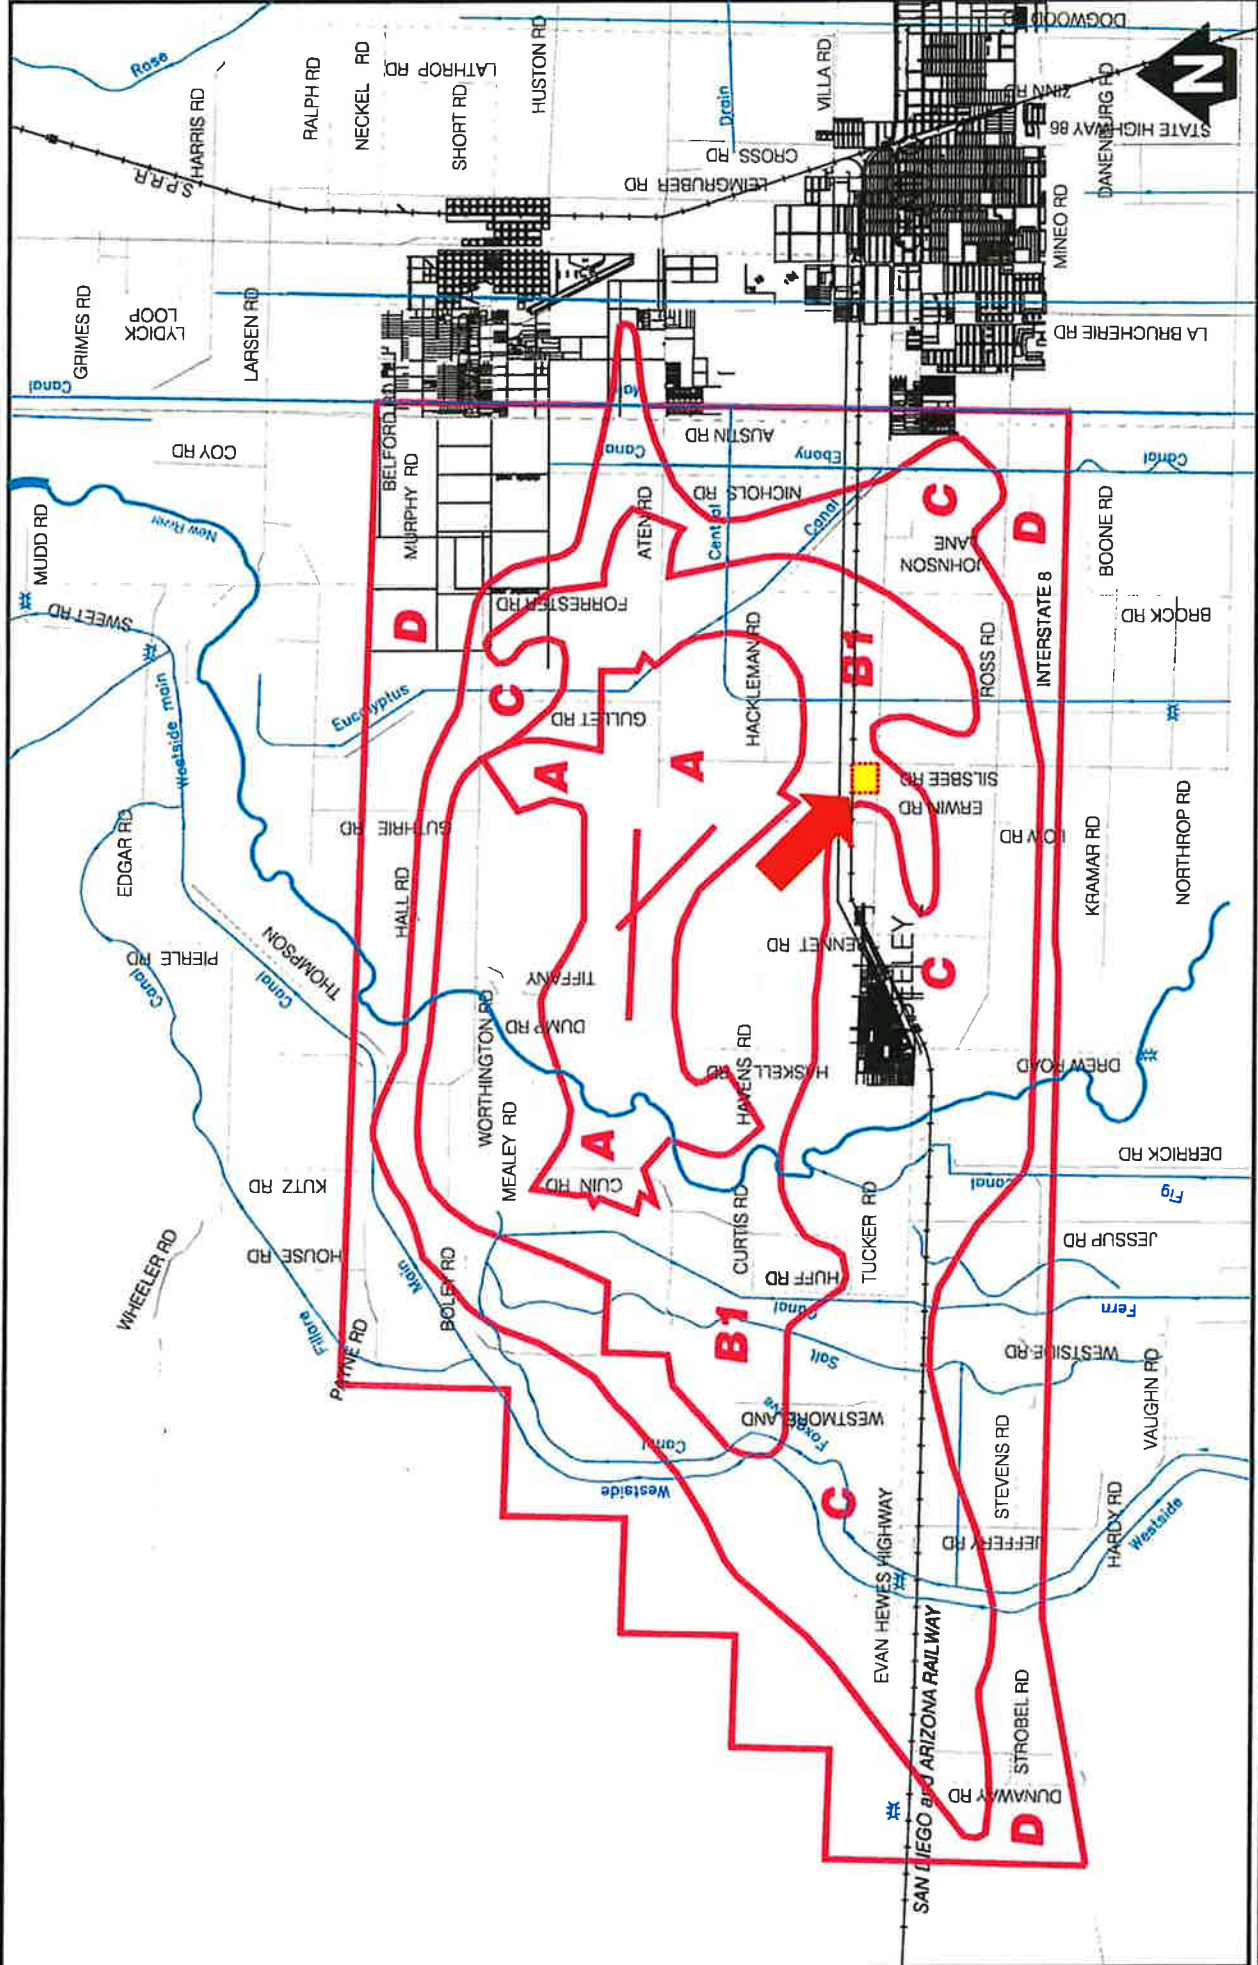 Rose
HARRIS RD
RALPH RD
NECKEL RD
LATHROP RD
SHORT RD
HUSTON RD
Drain
VILLA RD
DOGWOOD RD
ZINN RD
STATE HIGHWAY 86
DANENBURG RD
N
S.P.R.R.
CROSS RD
LEIMGRUBER RD
MINEO RD
GRIMES RD
LYDICK
LOOP
LARSEN RD
LA BRUCHERIE RD
Canal
COY RD
BELFORD RD
MURPHY RD
Canal
AUSTIN RD
Ebony
Canal
MUDD RD
New River
SWEET RD
ATEN RD
NICHOLS RD
Central
Canal
C
JOHNSON
LANE
D
BOONE RD
BROCK RD
D
FORRESTER RD
HACKLEMAN RD
B1
ROSS RD
INTERSTATE 8
Westside main
Eucalyptus
C
GULLET RD
A
A
SILSBEE RD
ERWIN RD
EDGAR RD
GUTHRIE RD
LOW RD
KRAMAR RD
NORTHROP RD
HALL RD
PIERLE RD
THOMPSON
Canal
Canal
TIFFANY
BENNET RD
SEELEY
C
WORTHINGTON RD
DUMP RD
HAVENS RD
HASKELL RD
DREW ROAD
MEALEY RD
A
CUIN RD
KUTZ RD
CURTIS RD
TUCKER RD
Canal
Fig
DERRICK RD
WHEELER RD
HOUSE RD
Main
BOLEY RD
HUFF RD
JESSUP RD
Canal
Fern
Fillare
PAYNE RD
B1
Salt
WESTSIDE RD
WESTMORELAND
Foxglove
Canal
Westside
VAUGHN RD
STEVENS RD
C
EVAN HEWES HIGHWAY
JEFFERY RD
HARDY RD
Westside
SAN DIEGO and ARIZONA RAILWAY
STROBEL RD
DUNAWAY RD
D